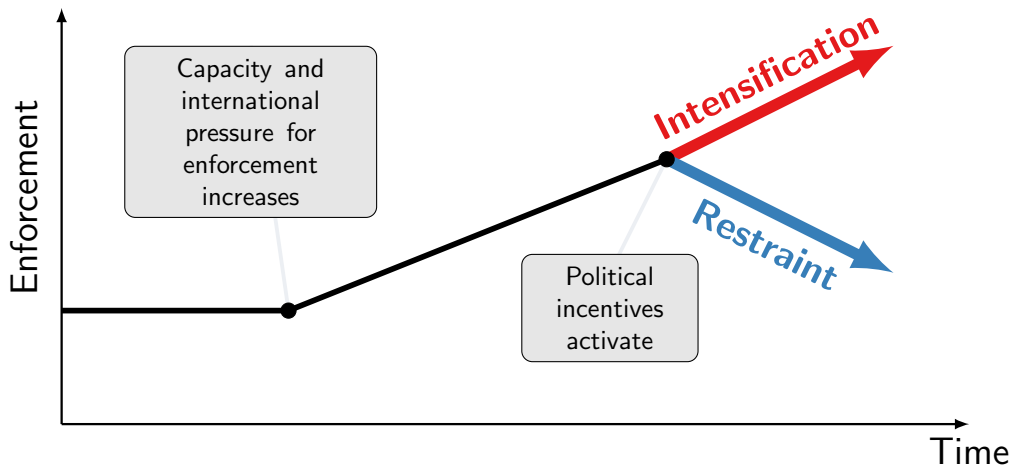 Enforcement
Capacity and
international
pressure for
enforcement
increases
Intensification
Restraint
Political
incentives
activate
Time